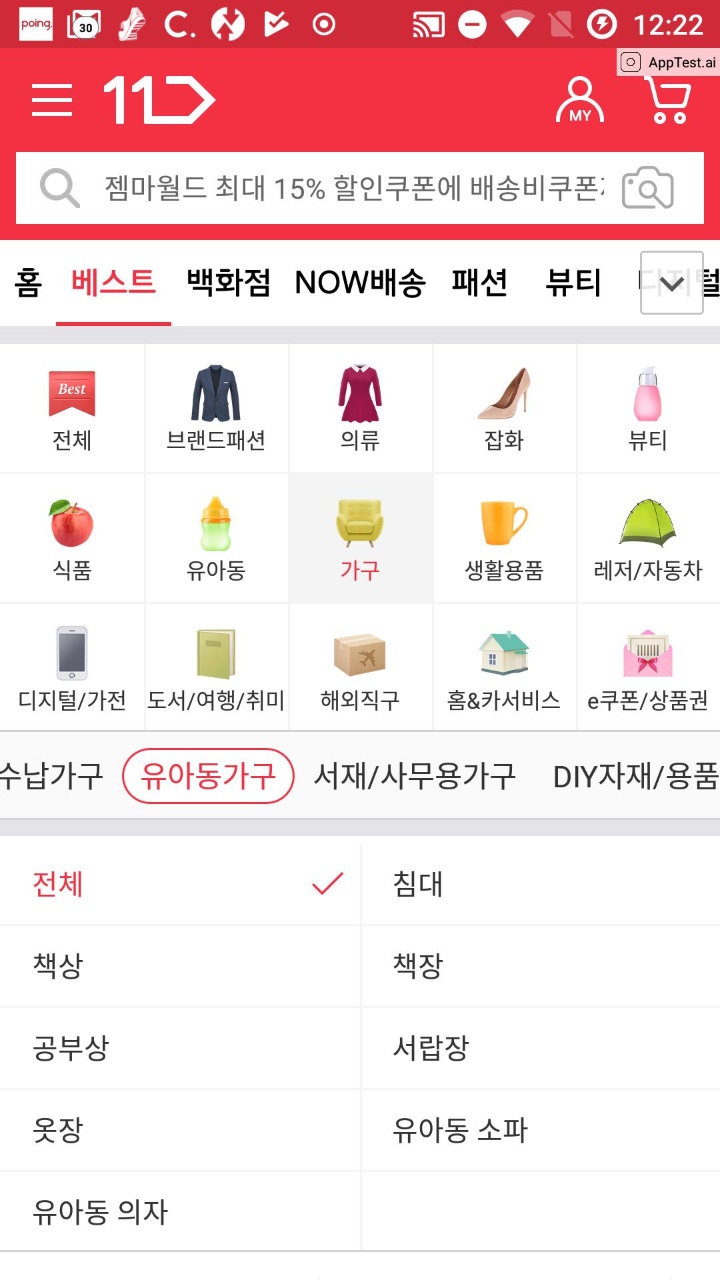 poing
30
C.
12:22
AppTest.ai
11
MY
젬마월드 최대 15% 할인쿠폰에 배송비쿠폰
홈 베스트 백화점 NOW배송 패션 뷰티 디지털
Best
전체 브랜드패션 의류 잡화 뷰티
식품 유아동 가구 생활용품 레저/자동차
디지털/가전 도서/여행/취미 해외직구 홈&카서비스 e쿠폰/상품권
수납가구 유아동가구 서재/사무용가구 DIY자재/용품
전체 침대
책상 책장
공부상 서랍장
옷장 유아동 소파
유아동 의자